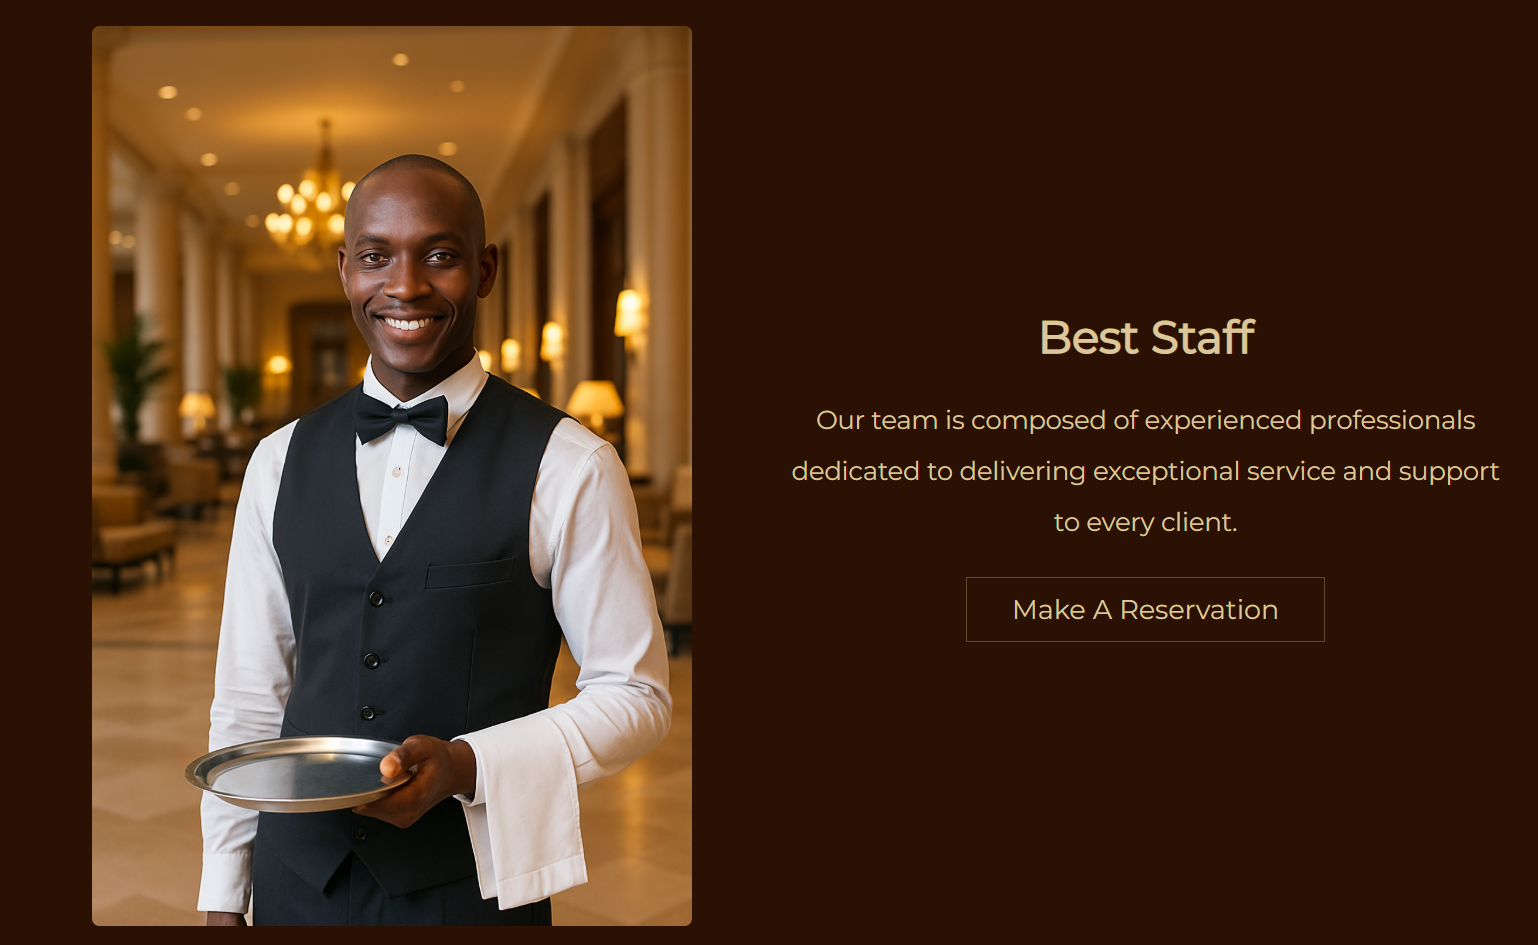 Best Staff
Our team is composed of experienced professionals
dedicated to delivering exceptional service and support
to every client.
Make A Reservation